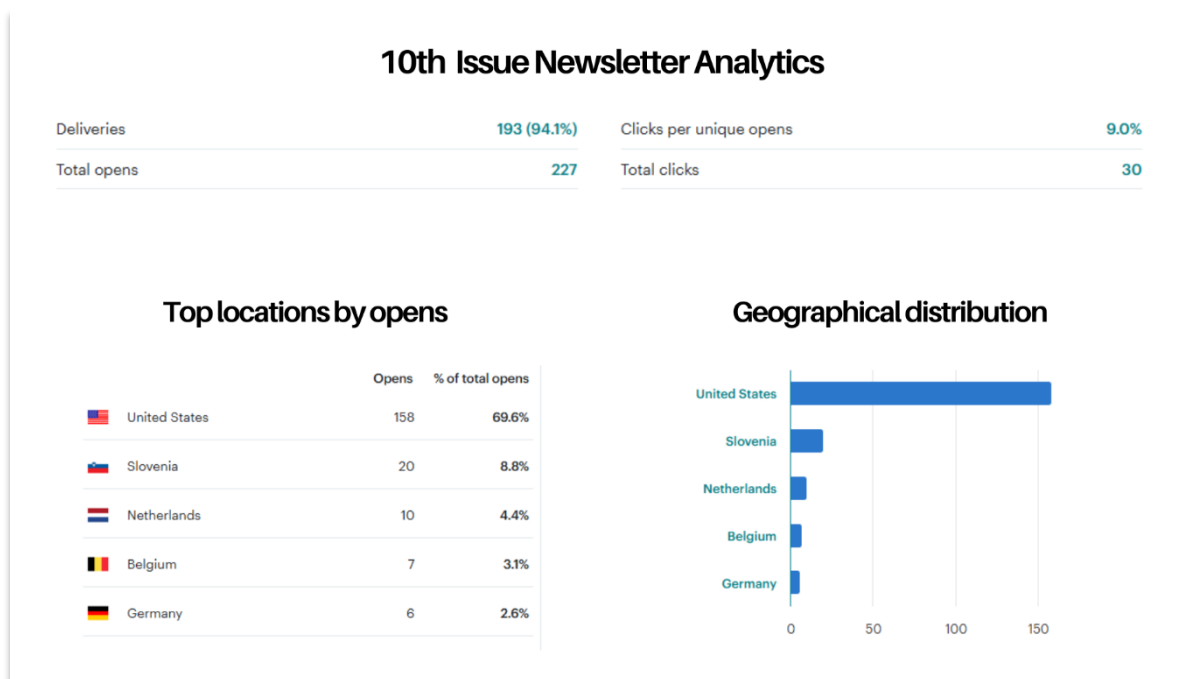 10th Issue Newsletter Analytics
Deliveries 193 (94.1%)
Total opens 227
Clicks per unique opens 9.0%
Total clicks 30
Top locations by opens
Opens % of total opens
United States 158 69.6%
Slovenia 20 8.8%
Netherlands 10 4.4%
Belgium 7 3.1%
Germany 6 2.6%
Geographical distribution
United States
Slovenia
Netherlands
Belgium
Germany
0 50 100 150